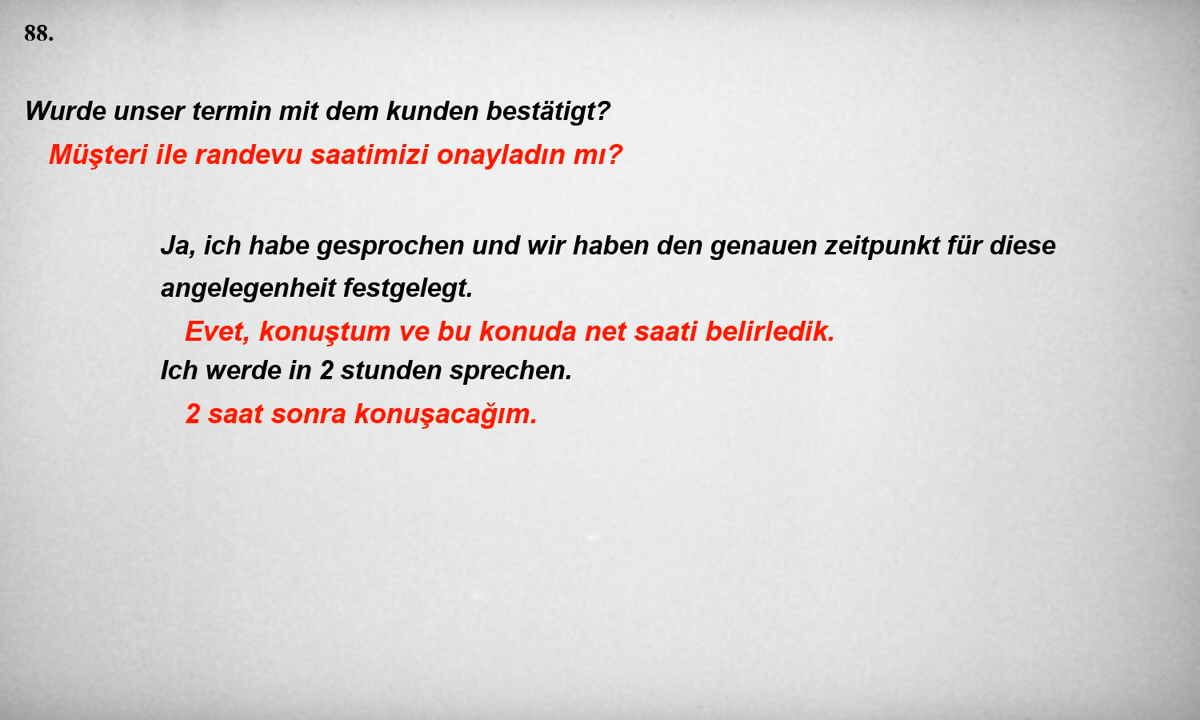 88.
Wurde unser termin mit dem kunden bestätigt?
Müşteri ile randevu saatimizi onayladın mı?
Ja, ich habe gesprochen und wir haben den genauen zeitpunkt für diese
angelegenheit festgelegt.
Evet, konuştum ve bu konuda net saati belirledik.
Ich werde in 2 stunden sprechen.
2 saat sonra konuşacağım.